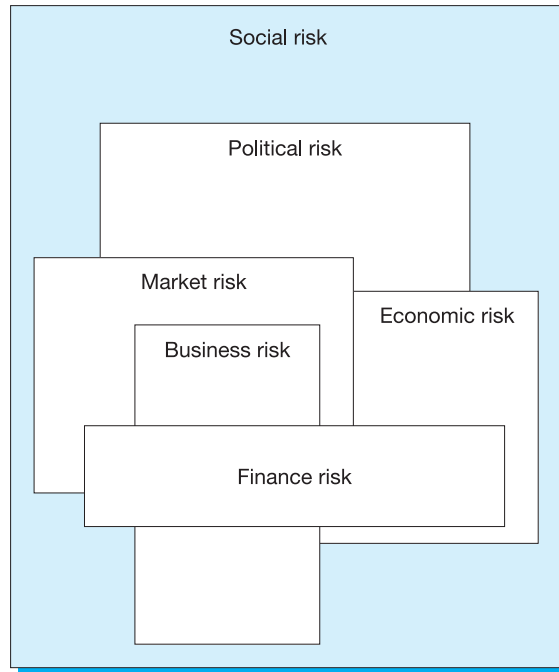 Social risk
Political risk
Market risk
Economic risk
Business risk
Finance risk